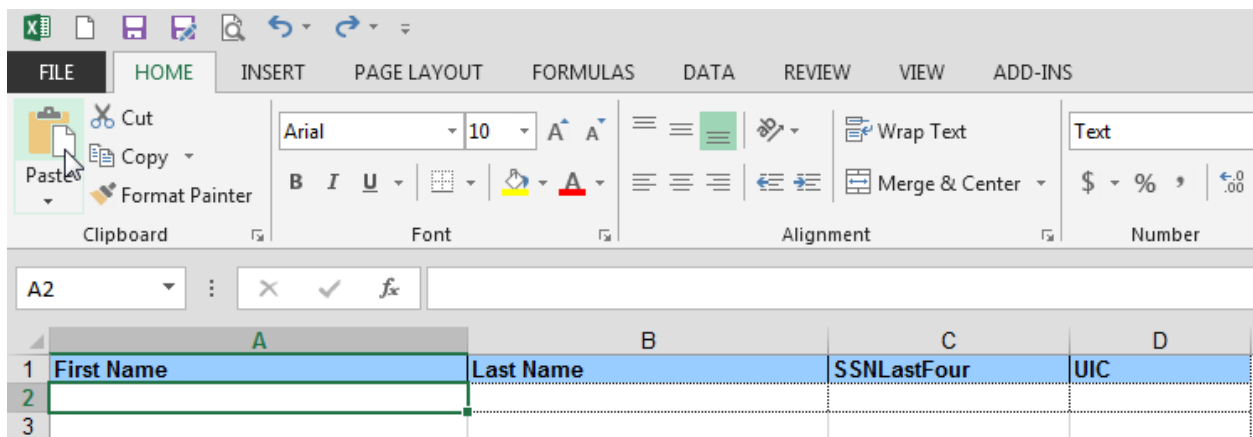 FILE HOME INSERT PAGE LAYOUT FORMULAS DATA REVIEW VIEW ADD-INS
Cut
Arial 10 A A Wrap Text Text
Copy
Paste
B I U A Merge & Center $ % , .0 .00
Format Painter
Clipboard Font Alignment Number
A2 fx
A B C D
1 First Name Last Name SSNLastFour UIC
2
3